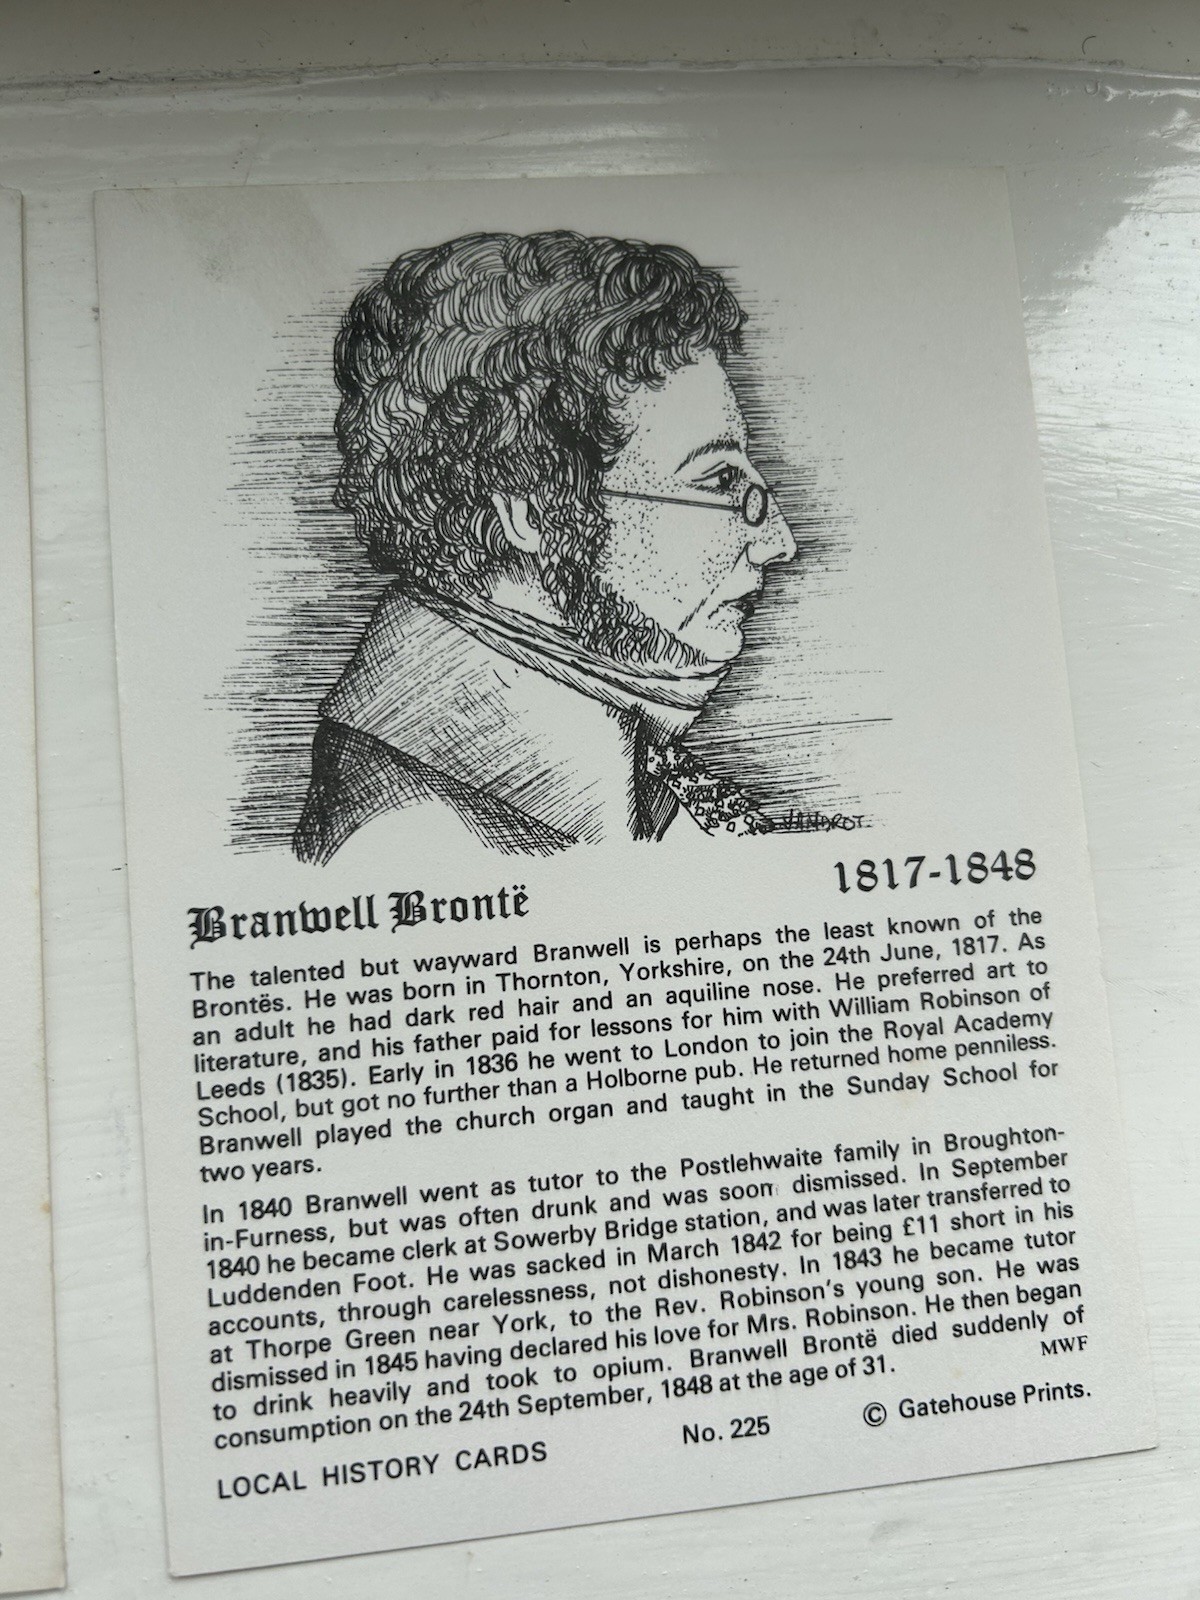 VANDROT.
Branwell Brontë 1817-1848
The talented but wayward Branwell is perhaps the least known of the
Brontës. He was born in Thornton, Yorkshire, on the 24th June, 1817. As
an adult he had dark red hair and an aquiline nose. He preferred art to
literature, and his father paid for lessons for him with William Robinson of
Leeds (1835). Early in 1836 he went to London to join the Royal Academy
School, but got no further than a Holborne pub. He returned home penniless.
Branwell played the church organ and taught in the Sunday School for
two years.
In 1840 Branwell went as tutor to the Postlehwaite family in Broughton-
in-Furness, but was often drunk and was soon dismissed. In September
1840 he became clerk at Sowerby Bridge station, and was later transferred to
Luddenden Foot. He was sacked in March 1842 for being £11 short in his
accounts, through carelessness, not dishonesty. In 1843 he became tutor
at Thorpe Green near York, to the Rev. Robinson's young son. He was
dismissed in 1845 having declared his love for Mrs. Robinson. He then began
to drink heavily and took to opium. Branwell Brontë died suddenly of
consumption on the 24th September, 1848 at the age of 31. MWF
LOCAL HISTORY CARDS No. 225 © Gatehouse Prints.